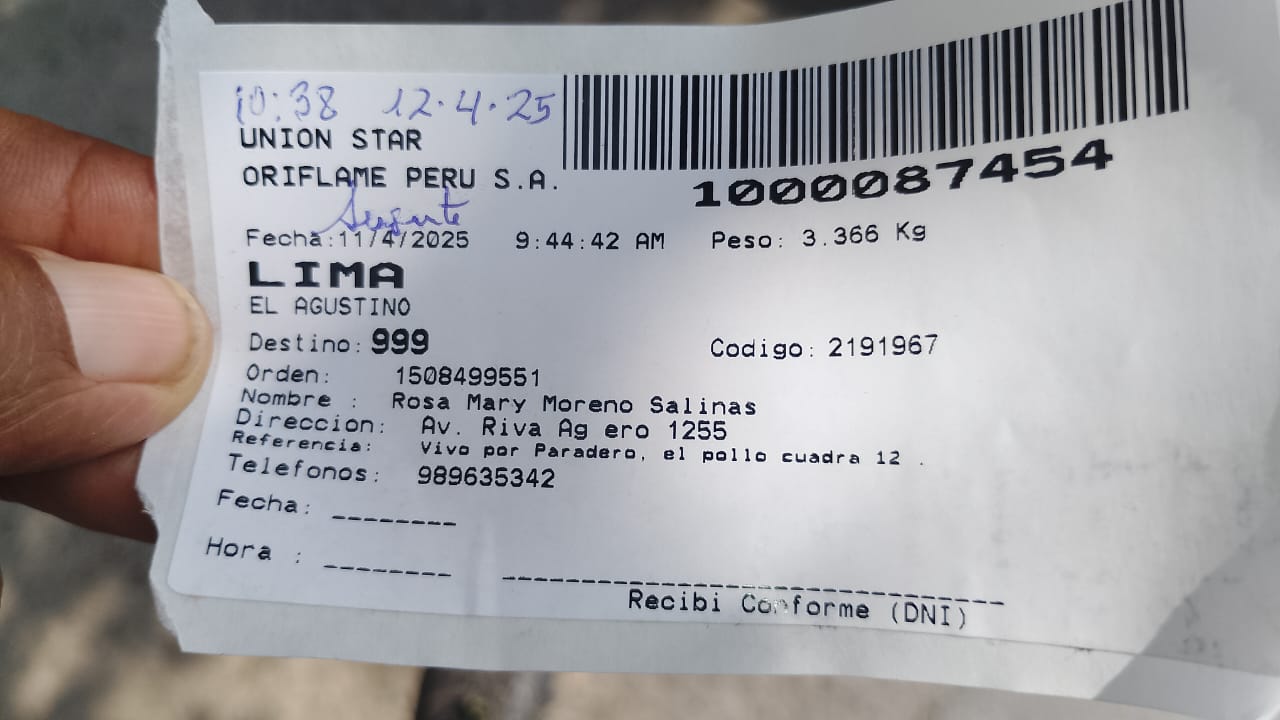 10:38 12.4.25
UNION STAR
ORIFLAME PERU S.A.
1000087454
Fecha:11/4/2025 9:44:42 AM Peso: 3.366 Kg
LIMA
EL AGUSTINO
Destino: 999 Codigo: 2191967
Orden: 1508499551
Nombre : Rosa Mary Moreno Salinas
Direccion: Av. Riva Ag ero 1255
Referencia: Vivo por Paradero, el pollo cuadra 12 .
Telefonos: 989635342
Fecha: ________
Hora : ________
Recibi Conforme (DNI)